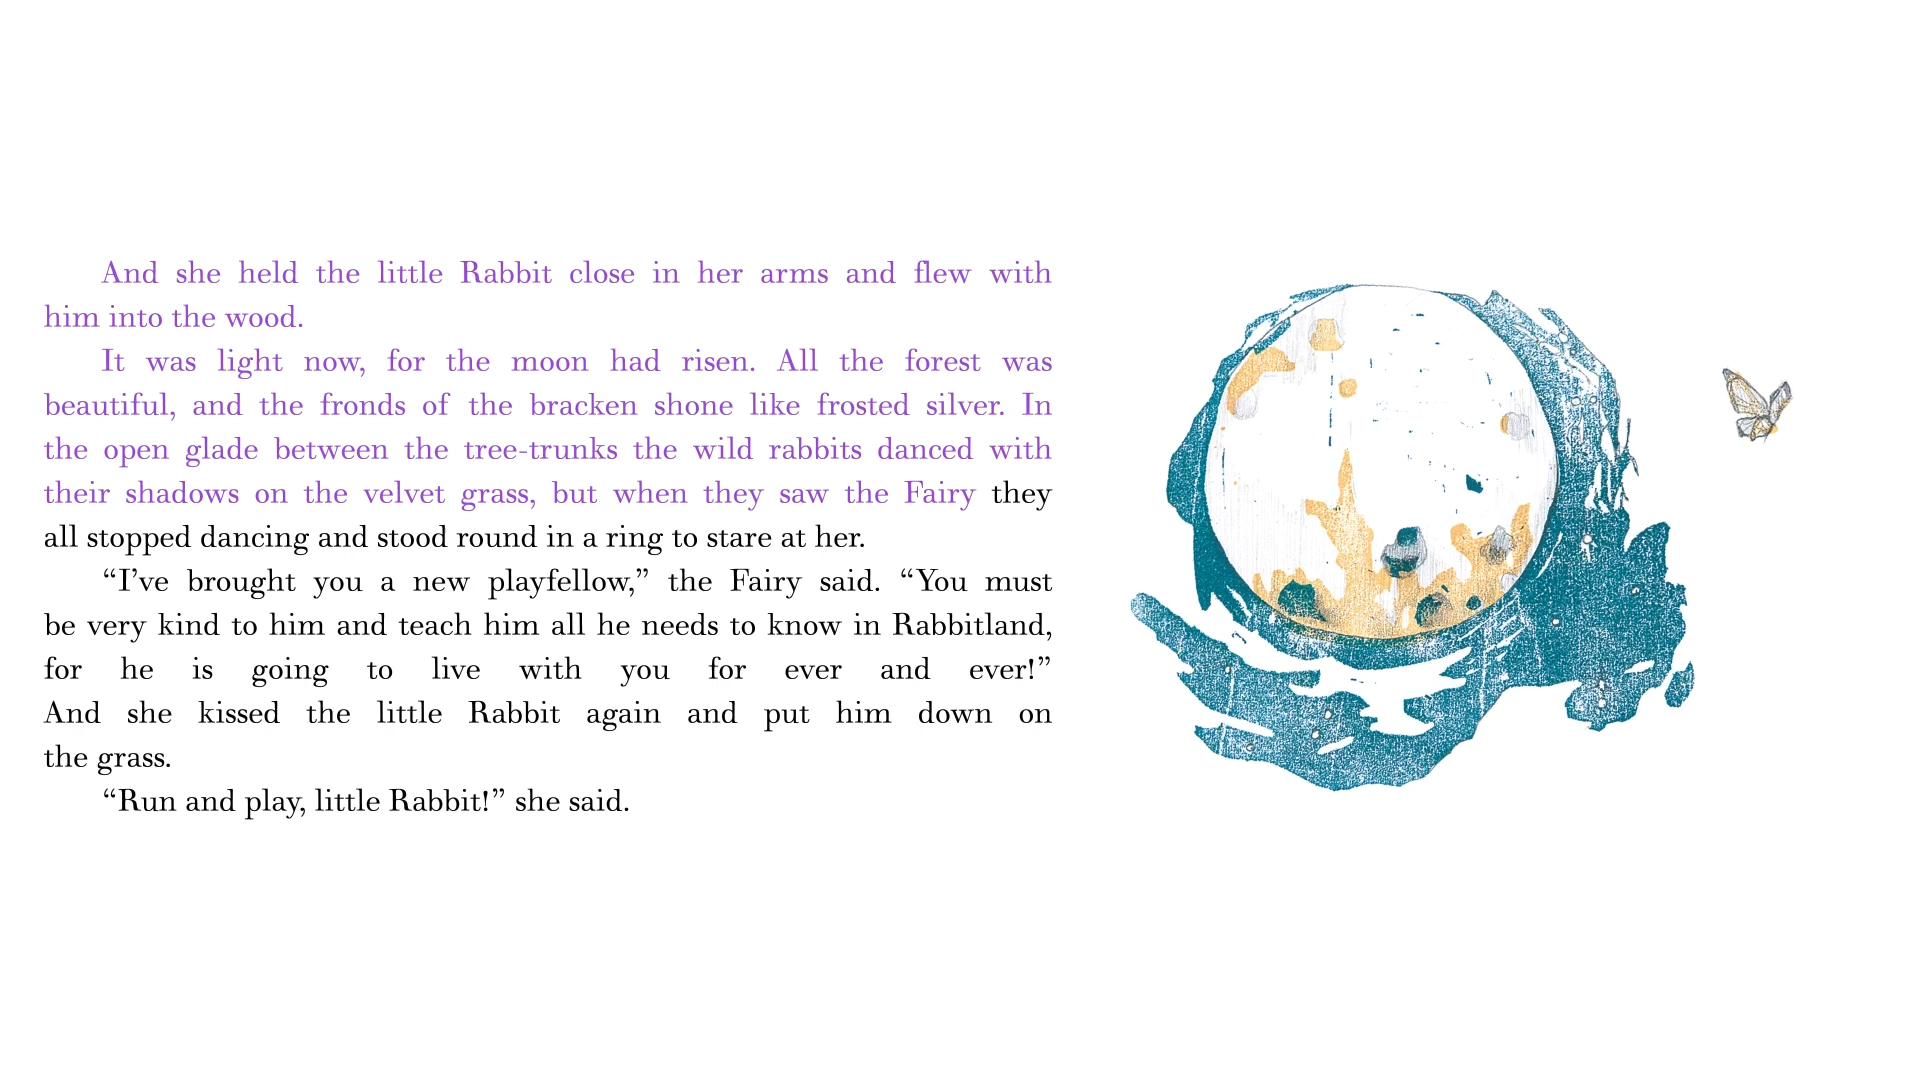 And she held the little Rabbit close in her arms and flew with
him into the wood.
It was light now, for the moon had risen. All the forest was
beautiful, and the fronds of the bracken shone like frosted silver. In
the open glade between the tree-trunks the wild rabbits danced with
their shadows on the velvet grass, but when they saw the Fairy they
all stopped dancing and stood round in a ring to stare at her.
“I’ve brought you a new playfellow,” the Fairy said. “You must
be very kind to him and teach him all he needs to know in Rabbitland,
for he is going to live with you for ever and ever!”
And she kissed the little Rabbit again and put him down on
the grass.
“Run and play, little Rabbit!” she said.